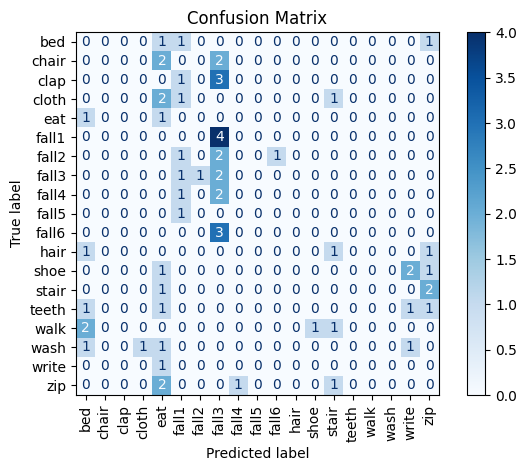 Confusion Matrix
bed 0 0 0 0 1 1 0 0 0 0 0 0 0 0 0 0 0 0 1
chair 0 0 0 0 2 0 0 2 0 0 0 0 0 0 0 0 0 0 0
clap 0 0 0 0 0 1 0 3 0 0 0 0 0 0 0 0 0 0 0
cloth 0 0 0 0 2 1 0 0 0 0 0 0 0 1 0 0 0 0 0
eat 1 0 0 0 1 0 0 0 0 0 0 0 0 0 0 0 0 0 0
fall1 0 0 0 0 0 0 0 4 0 0 0 0 0 0 0 0 0 0 0
fall2 0 0 0 0 0 1 0 2 0 0 1 0 0 0 0 0 0 0 0
fall3 0 0 0 0 0 1 1 2 0 0 0 0 0 0 0 0 0 0 0
fall4 0 0 0 0 0 1 0 2 0 0 0 0 0 0 0 0 0 0 0
fall5 0 0 0 0 0 1 0 0 0 0 0 0 0 0 0 0 0 0 0
fall6 0 0 0 0 0 0 0 3 0 0 0 0 0 0 0 0 0 0 0
hair 1 0 0 0 0 0 0 0 0 0 0 0 0 1 0 0 0 0 1
shoe 0 0 0 0 1 0 0 0 0 0 0 0 0 0 0 0 0 2 1
stair 0 0 0 0 1 0 0 0 0 0 0 0 0 0 0 0 0 0 2
teeth 1 0 0 0 1 0 0 0 0 0 0 0 0 0 0 0 0 1 1
walk 2 0 0 0 0 0 0 0 0 0 0 0 1 1 0 0 0 0 0
wash 1 0 0 1 1 0 0 0 0 0 0 0 0 0 0 0 0 1 0
write 0 0 0 0 1 0 0 0 0 0 0 0 0 0 0 0 0 0 0
zip 0 0 0 0 2 0 0 0 1 0 0 0 0 1 0 0 0 0 0
bed chair clap cloth eat fall1 fall2 fall3 fall4 fall5 fall6 hair shoe stair teeth walk wash write zip
Predicted label
True label
4.0
3.5
3.0
2.5
2.0
1.5
1.0
0.5
0.0